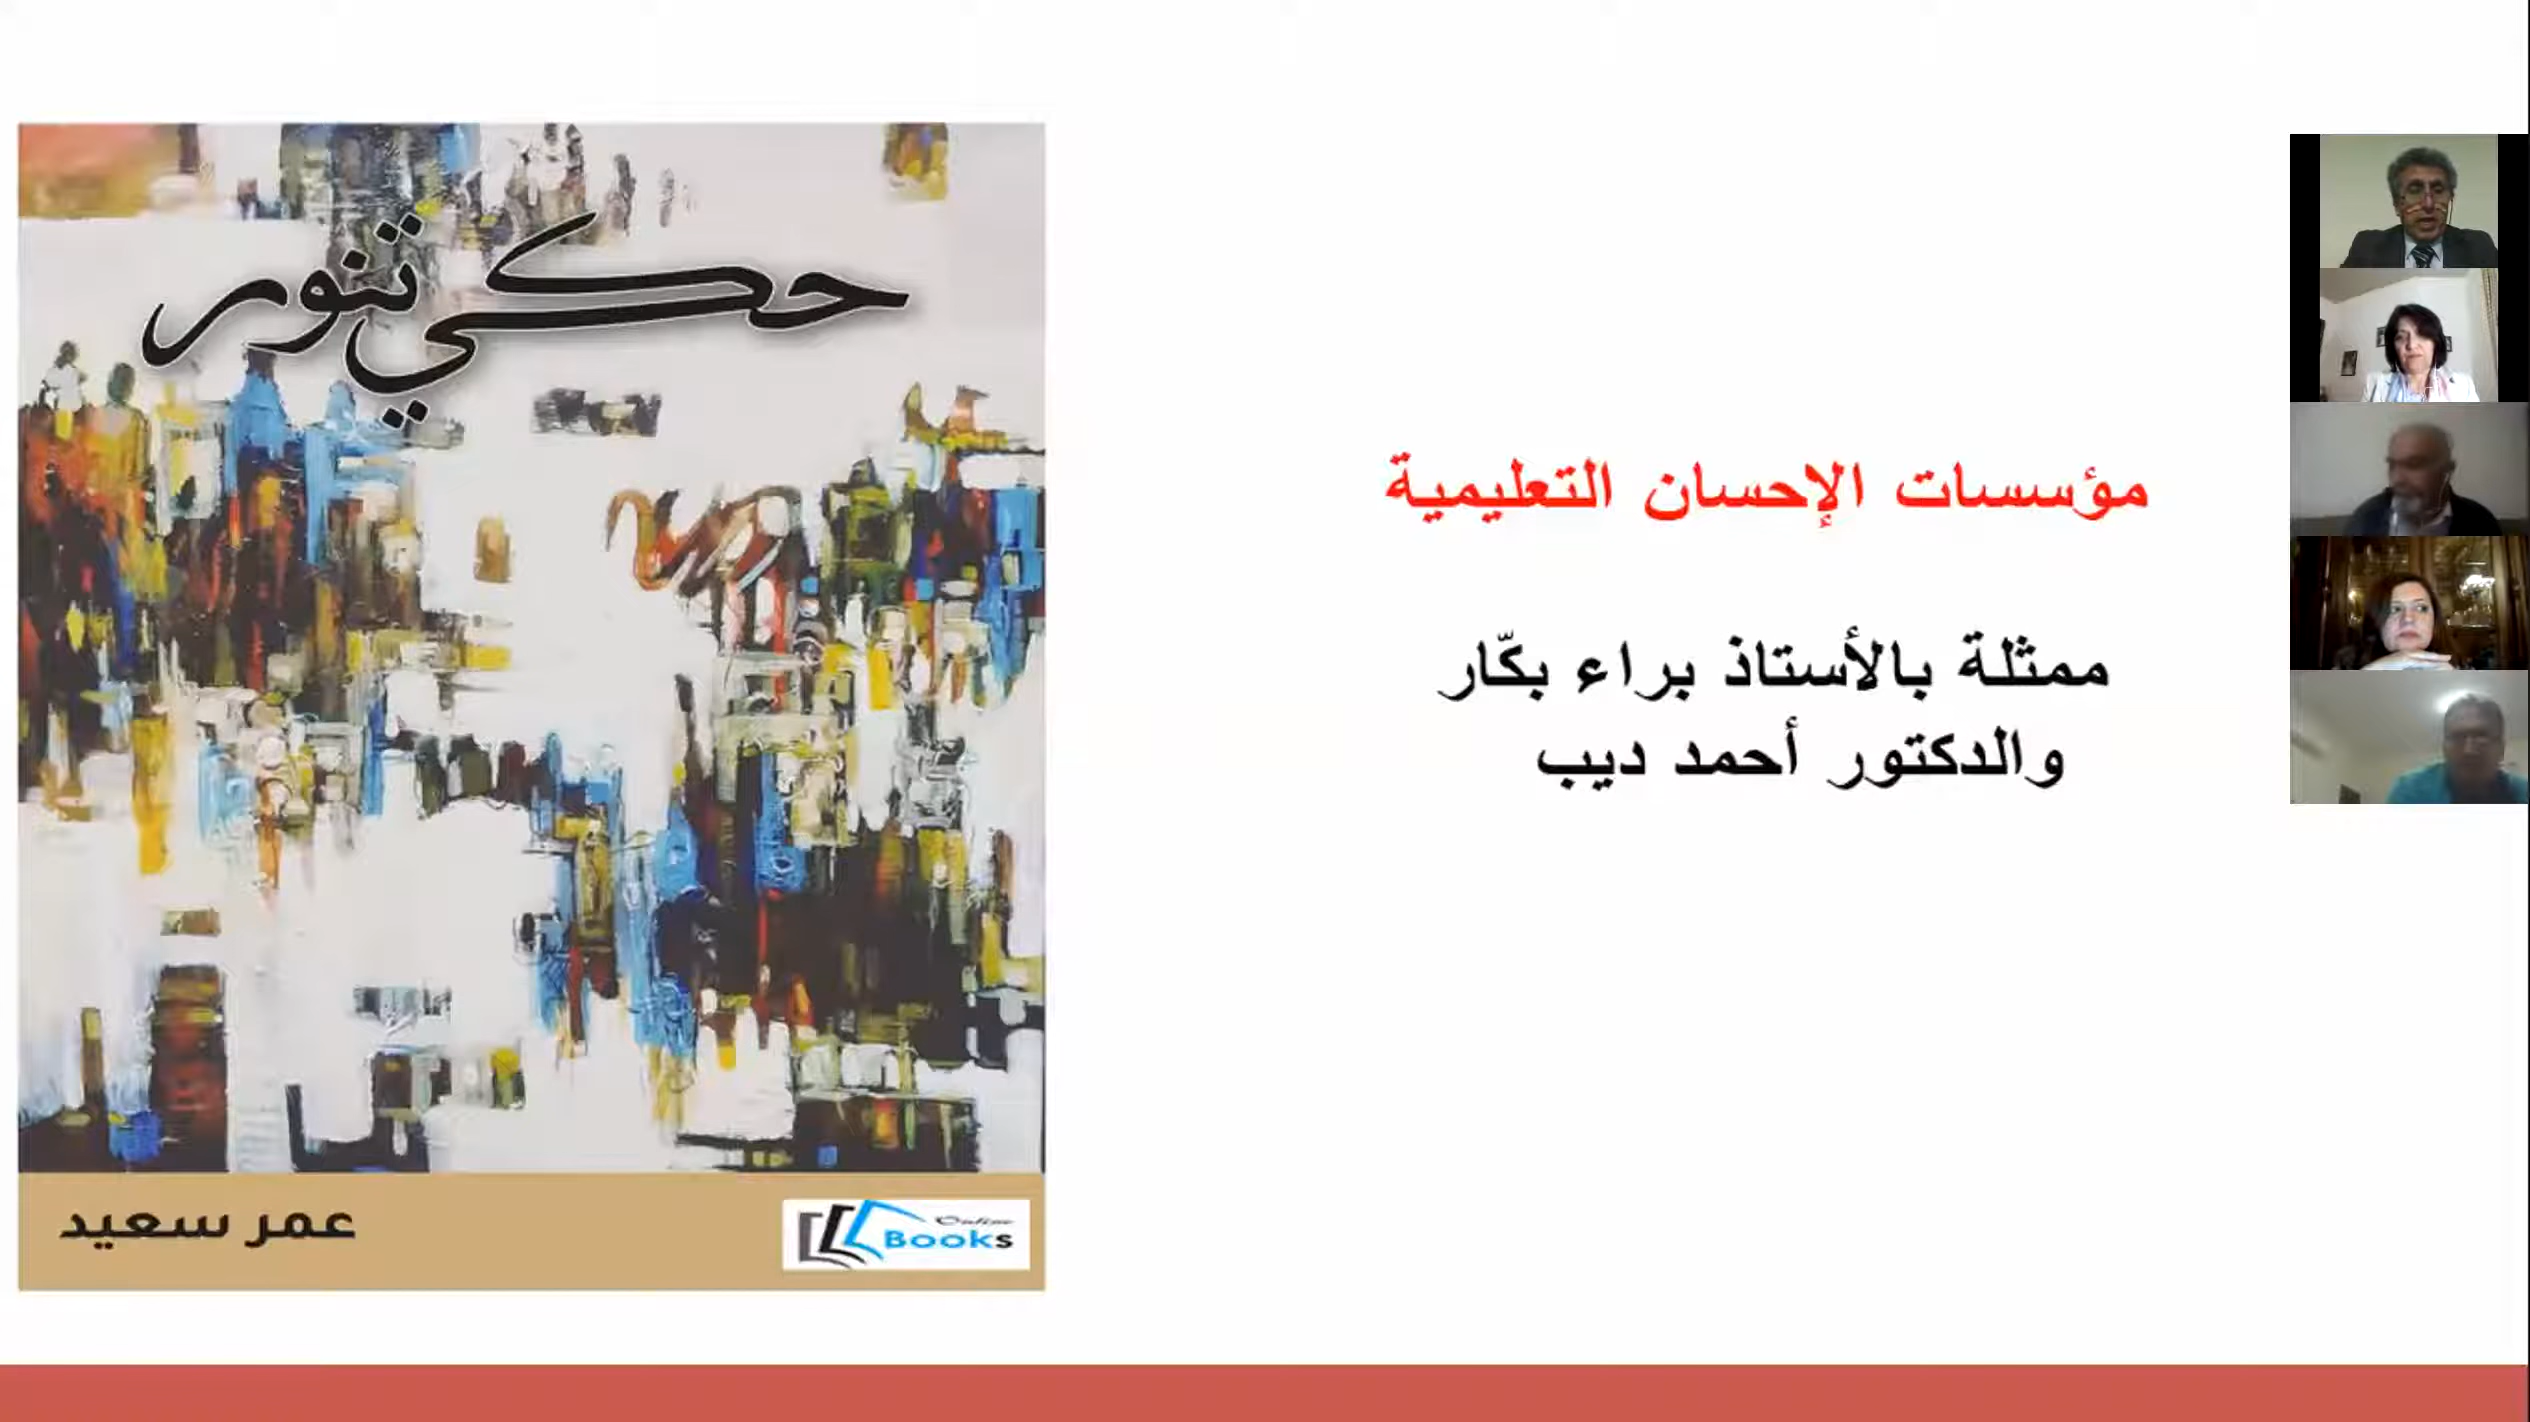 حكي تنور
عمر سعيد
Online
Books
مؤسسات الإحسان التعليمية
ممثلة بالأستاذ براء بكّار
والدكتور أحمد ديب